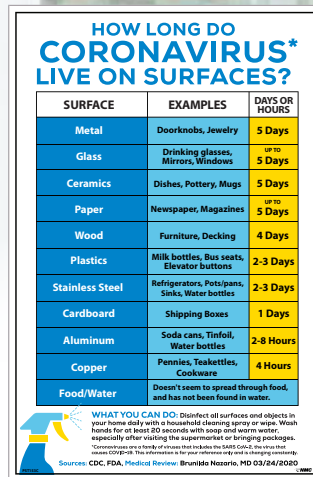 HOW LONG DO
CORONAVIRUS*
LIVE ON SURFACES?
SURFACE EXAMPLES DAYS OR HOURS
Metal Doorknobs, Jewelry 5 Days
Glass Drinking glasses, Mirrors, Windows UP TO 5 Days
Ceramics Dishes, Pottery, Mugs 5 Days
Paper Newspaper, Magazines UP TO 5 Days
Wood Furniture, Decking 4 Days
Plastics Milk bottles, Bus seats, Elevator buttons 2-3 Days
Stainless Steel Refrigerators, Pots/pans, Sinks, Water bottles 2-3 Days
Cardboard Shipping Boxes 1 Days
Aluminum Soda cans, Tinfoil, Water bottles 2-8 Hours
Copper Pennies, Teakettles, Cookware 4 Hours
Food/Water Doesn't seem to spread through food, and has not been found in water.
WHAT YOU CAN DO: Disinfect all surfaces and objects in
your home daily with a household cleaning spray or wipe. Wash
hands for at least 20 seconds with soap and warm water,
especially after visiting the supermarket or bringing packages.
*Coronaviruses are a family of viruses that includes the SARS CoV-2, the virus that
causes COVID-19. This information is for your reference only and is changing constantly.
Sources: CDC, FDA, Medical Review: Brunilda Nazario, MD 03/24/2020
NMC